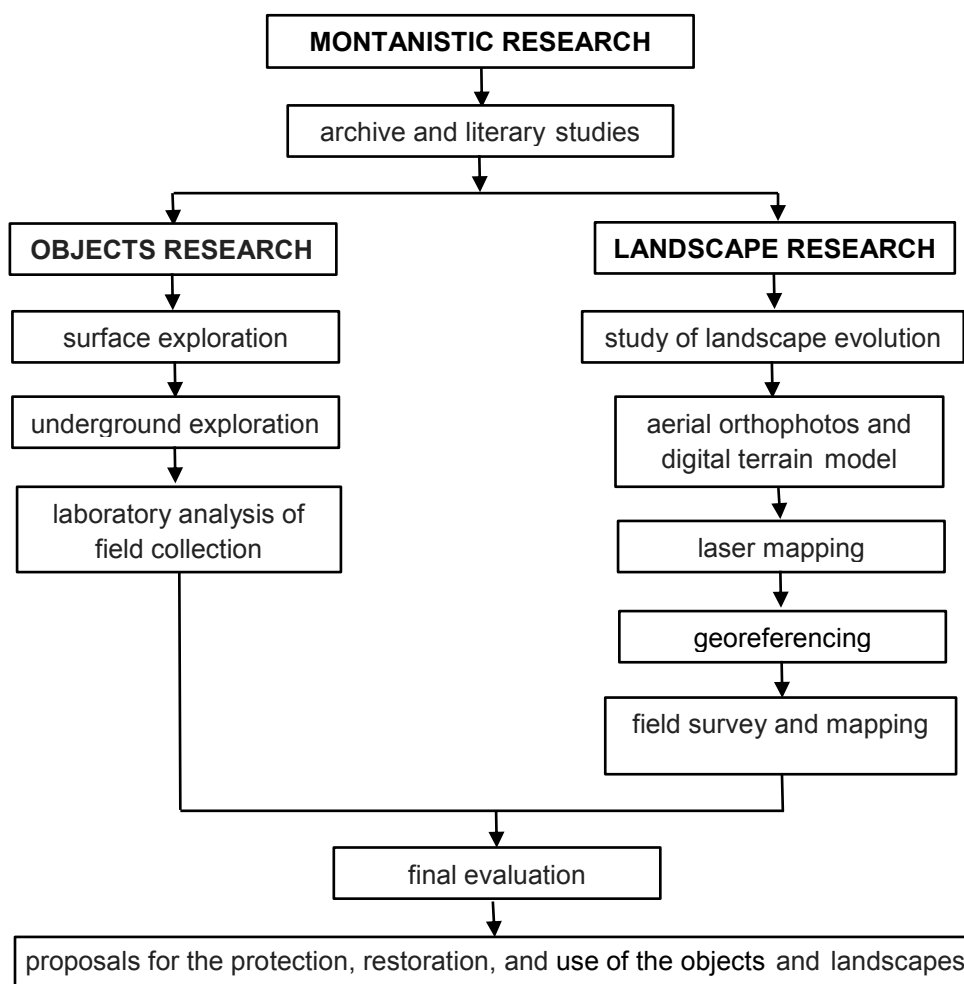 MONTANISTIC RESEARCH
archive and literary studies
OBJECTS RESEARCH
surface exploration
underground exploration
laboratory analysis of
field collection
LANDSCAPE RESEARCH
study of landscape evolution
aerial orthophotos and
digital terrain model
laser mapping
georeferencing
field survey and mapping
final evaluation
proposals for the protection, restoration, and use of the objects and landscapes